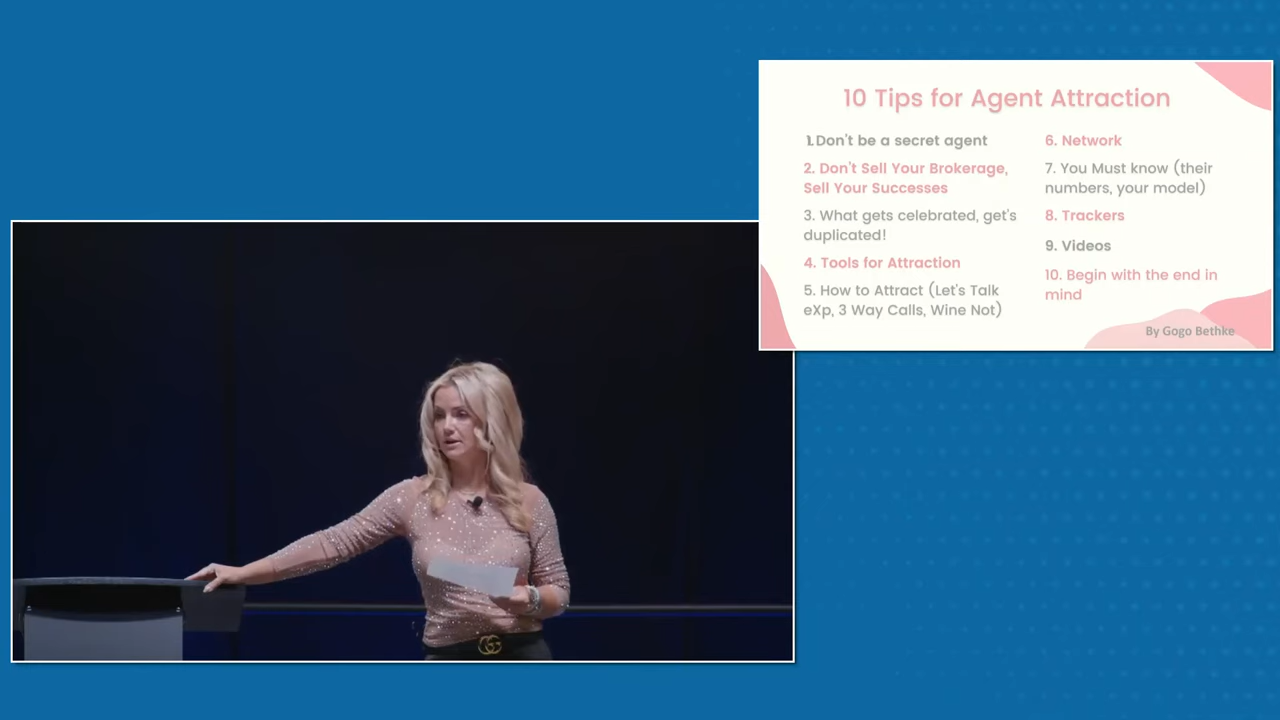 10 Tips for Agent Attraction
1. Don't be a secret agent
2. Don't Sell Your Brokerage,
Sell Your Successes
3. What gets celebrated, get's
duplicated!
4. Tools for Attraction
5. How to Attract (Let's Talk
eXp, 3 Way Calls, Wine Not)
6. Network
7. You Must know (their
numbers, your model)
8. Trackers
9. Videos
10. Begin with the end in
mind
By Gogo Bethke